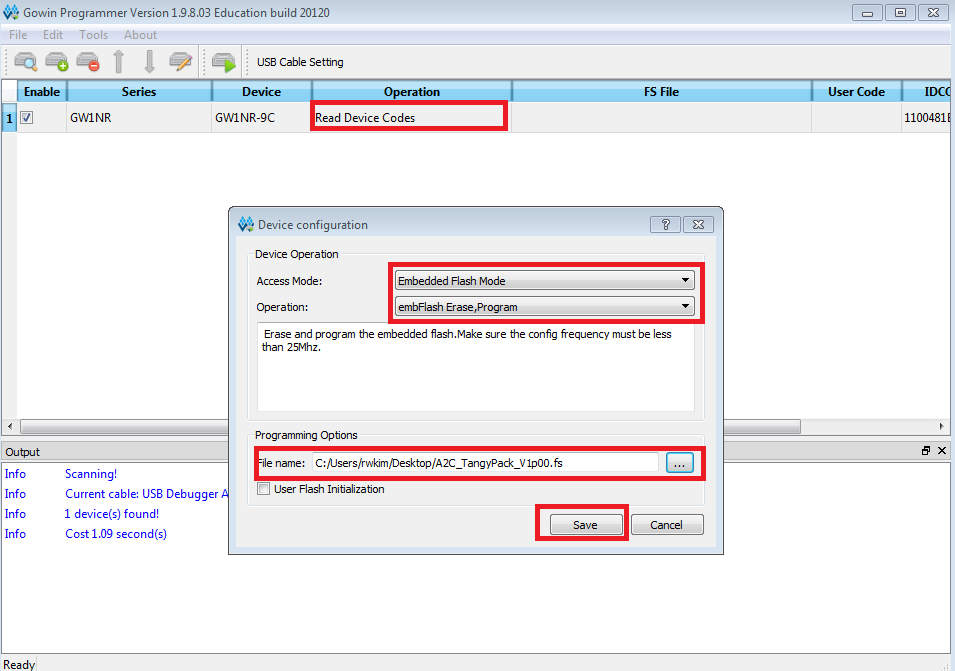 Gowin Programmer Version 1.9.8.03 Education build 20120
File Edit Tools About
USB Cable Setting
Enable Series Device Operation FS File User Code IDCO
1 GW1NR GW1NR-9C Read Device Codes 1100481B
Device configuration
Device Operation
Access Mode: Embedded Flash Mode
Operation: embFlash Erase,Program
Erase and program the embedded flash.Make sure the config frequency must be less
than 25Mhz.
Programming Options
File name: C:/Users/rwkim/Desktop/A2C_TangyPack_V1p00.fs ...
User Flash Initialization
Save Cancel
Output
Info Scanning!
Info Current cable: USB Debugger A
Info 1 device(s) found!
Info Cost 1.09 second(s)
Ready